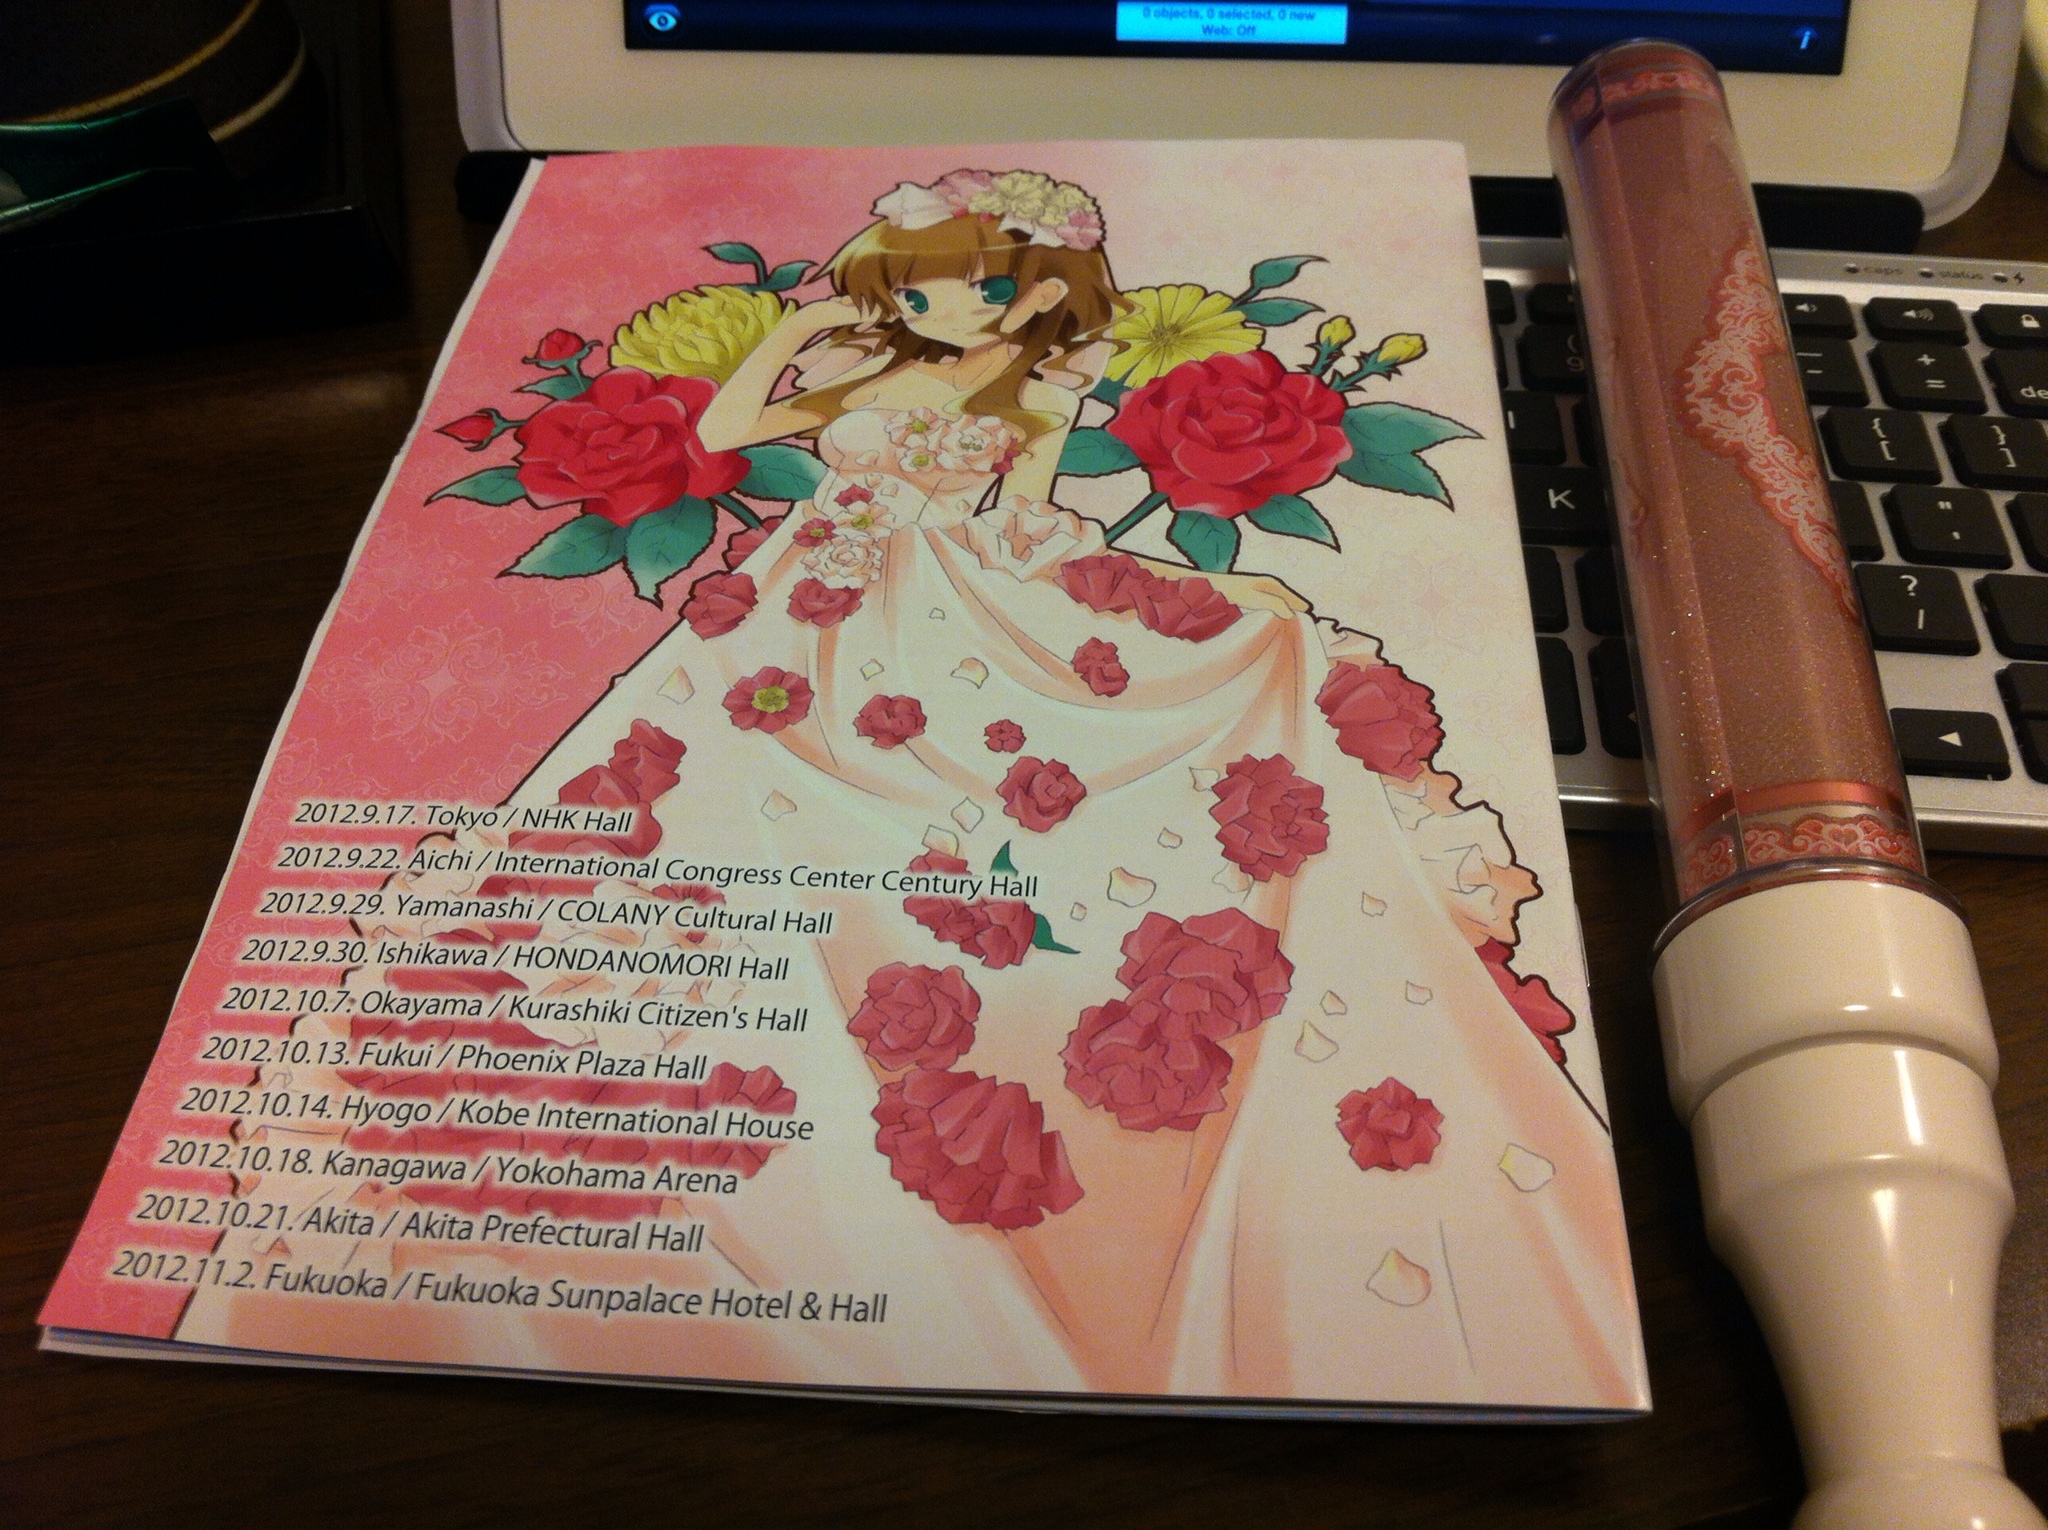 0 objects, 0 selected, 0 new
Web: Off
i
caps status
K
del
2012.9.17. Tokyo / NHK Hall
2012.9.22. Aichi / International Congress Center Century Hall
2012.9.29. Yamanashi / COLANY Cultural Hall
2012.9.30. Ishikawa / HONDANOMORI Hall
2012.10.7. Okayama / Kurashiki Citizen's Hall
2012.10.13. Fukui / Phoenix Plaza Hall
2012.10.14. Hyogo / Kobe International House
2012.10.18. Kanagawa / Yokohama Arena
2012.10.21. Akita / Akita Prefectural Hall
2012.11.2. Fukuoka / Fukuoka Sunpalace Hotel & Hall